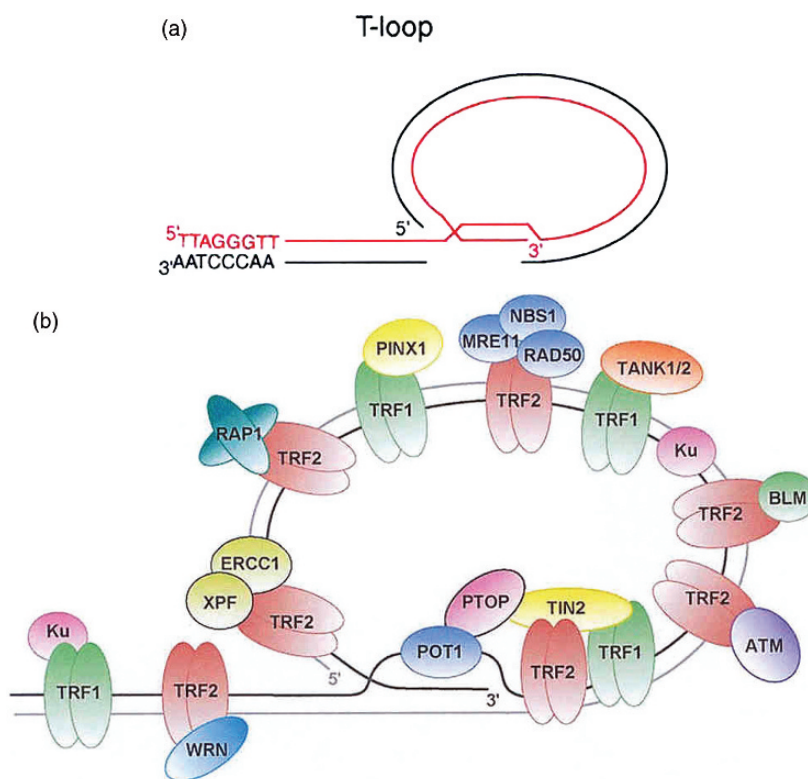 (a) T-loop
5'
5'TTAGGGTT
3'
3'AATCCCAA
(b)
NBS1
MRE11
RAD50
PINX1
TANK1/2
TRF1
TRF2
TRF1
RAP1
TRF2
Ku
BLM
TRF2
ERCC1
XPF
TRF2
PTOP
TIN2
TRF2
ATM
Ku
POT1
TRF2
TRF1
5'
TRF1
TRF2
3'
WRN